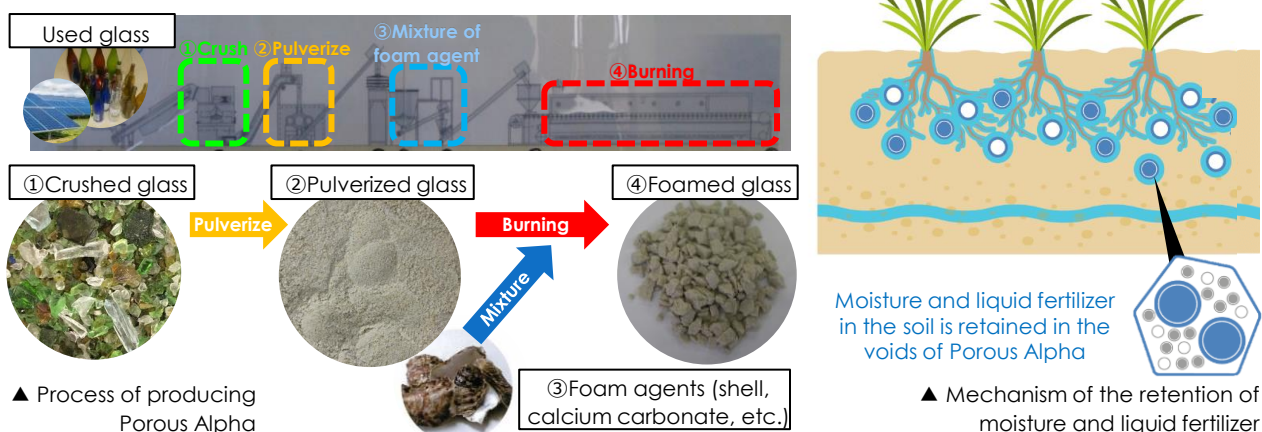 Used glass
①Crush
②Pulverize
③Mixture of
foam agent
④Burning
①Crushed glass
②Pulverized glass
④Foamed glass
Pulverize
Burning
Mixture
③Foam agents (shell,
calcium carbonate, etc.)
▲ Process of producing
Porous Alpha
Moisture and liquid fertilizer
in the soil is retained in the
voids of Porous Alpha
▲ Mechanism of the retention of
moisture and liquid fertilizer